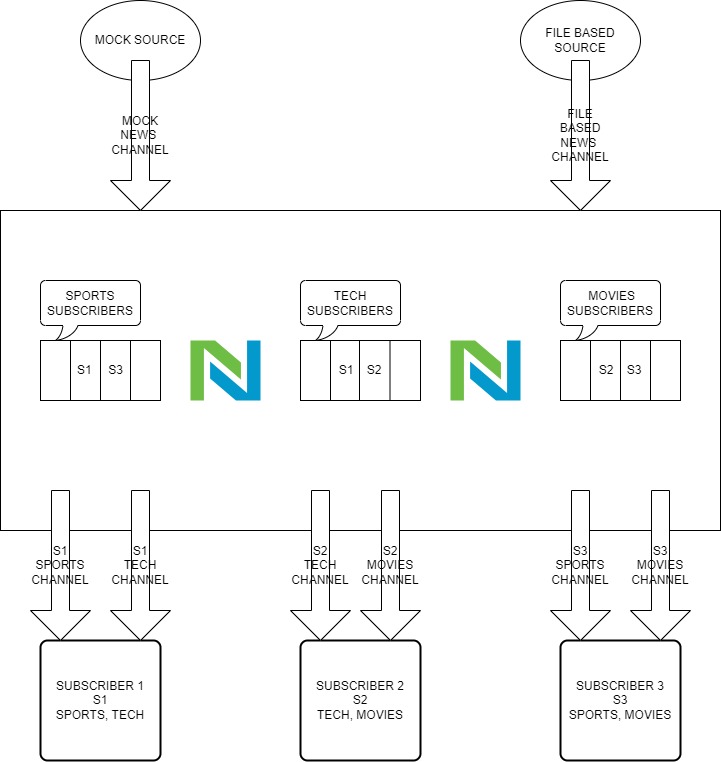 MOCK SOURCE
FILE BASED
SOURCE
MOCK
NEWS
CHANNEL
FILE
BASED
NEWS
CHANNEL
SPORTS
SUBSCRIBERS
TECH
SUBSCRIBERS
MOVIES
SUBSCRIBERS
S1 S3
S1 S2
S2 S3
S1
SPORTS
CHANNEL
S1
TECH
CHANNEL
S2
TECH
CHANNEL
S2
MOVIES
CHANNEL
S3
SPORTS
CHANNEL
S3
MOVIES
CHANNEL
SUBSCRIBER 1
S1
SPORTS, TECH
SUBSCRIBER 2
S2
TECH, MOVIES
SUBSCRIBER 3
S3
SPORTS, MOVIES